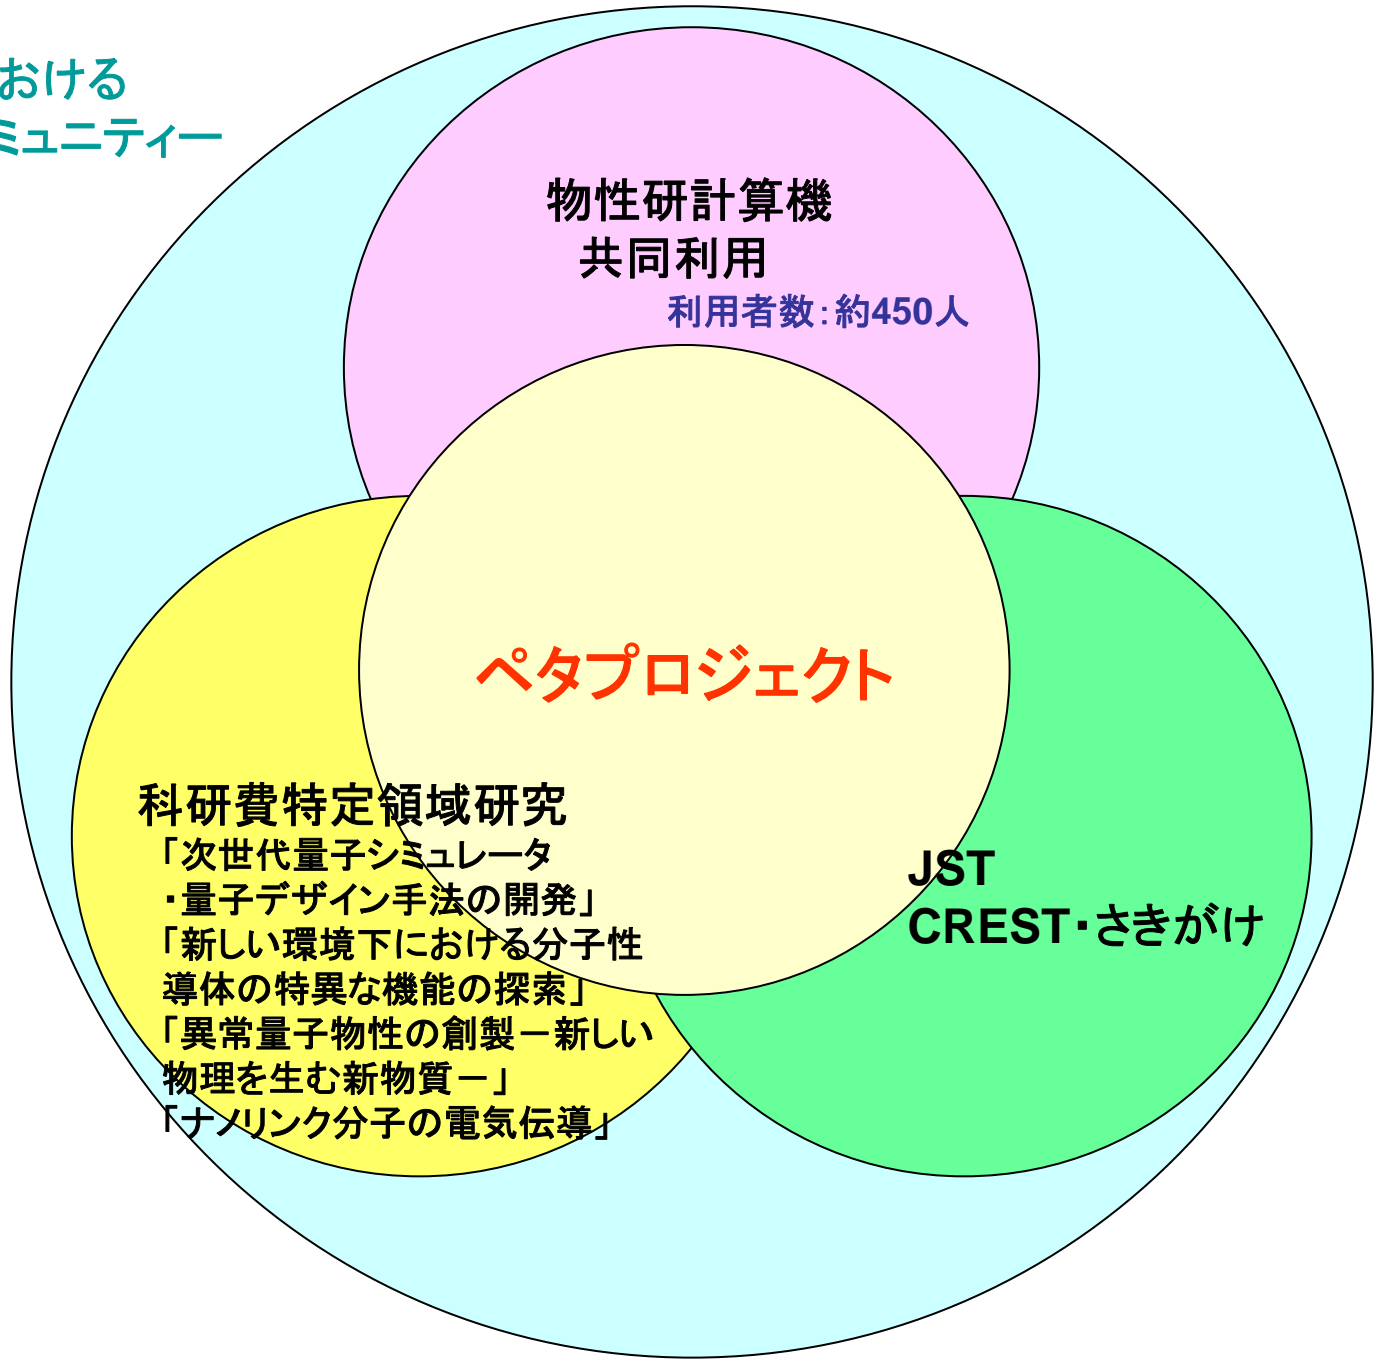 おける
ミュニティー
物性研計算機
共同利用
利用者数：約450人
ペタプロジェクト
科研費特定領域研究
「次世代量子シミュレータ
・量子デザイン手法の開発」
「新しい環境下における分子性
導体の特異な機能の探索」
「異常量子物性の創製－新しい
物理を生む新物質－」
「ナノリンク分子の電気伝導」
JST
CREST・さきがけ